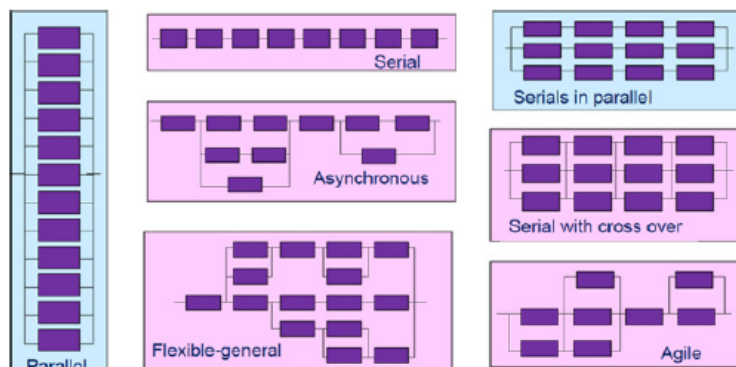 Serial
Serials in parallel
Asynchronous
Serial with cross over
Flexible-general
Agile
Parallel